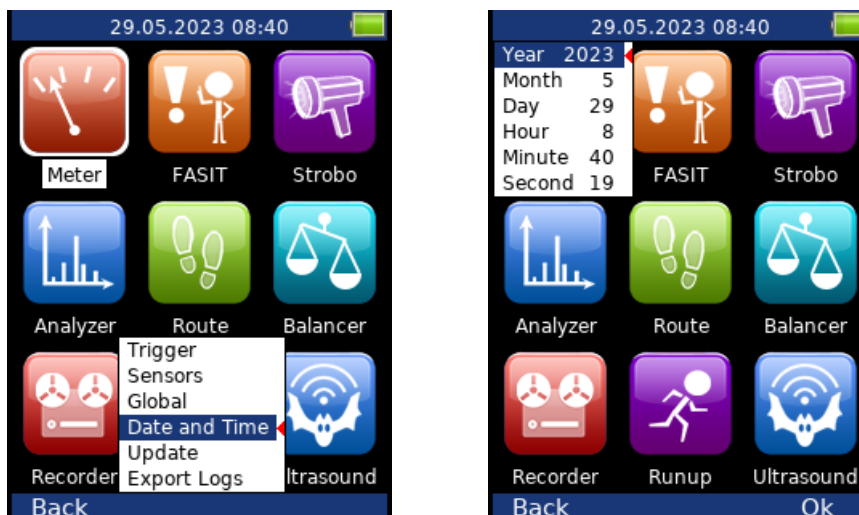 29.05.2023 08:40
Meter FASIT Strobo
Analyzer Route Balancer
Trigger
Sensors
Global
Date and Time
Update
Recorder Export Logs ltrasound
Back
29.05.2023 08:40
Year 2023
Month 5
Day 29
Hour 8
Minute 40
Second 19
FASIT Strobo
Analyzer Route Balancer
Recorder Runup Ultrasound
Back Ok